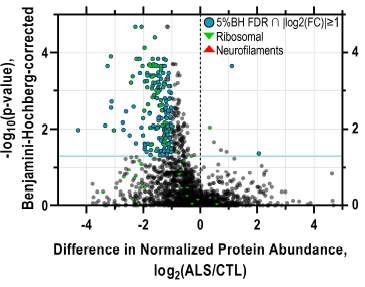 -log10(p-value),
Benjamini-Hochberg-corrected
5%BH FDR ∩ |log2(FC)|≥1
Ribosomal
Neurofilaments
4 4
2 2
0 0
-4 -2 0 2 4
Difference in Normalized Protein Abundance,
log2(ALS/CTL)